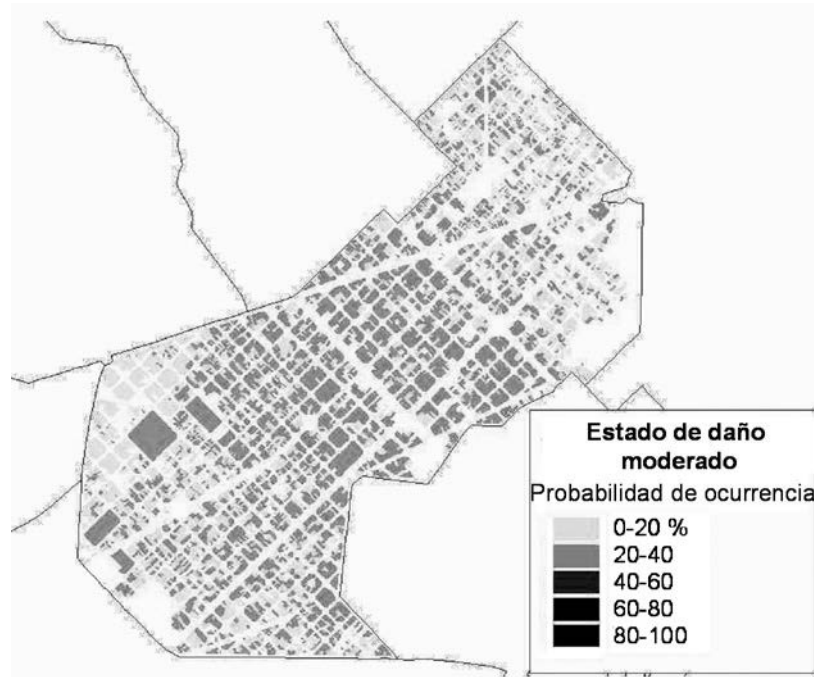 Estado de daño
moderado
Probabilidad de ocurrencia
0-20 %
20-40
40-60
60-80
80-100